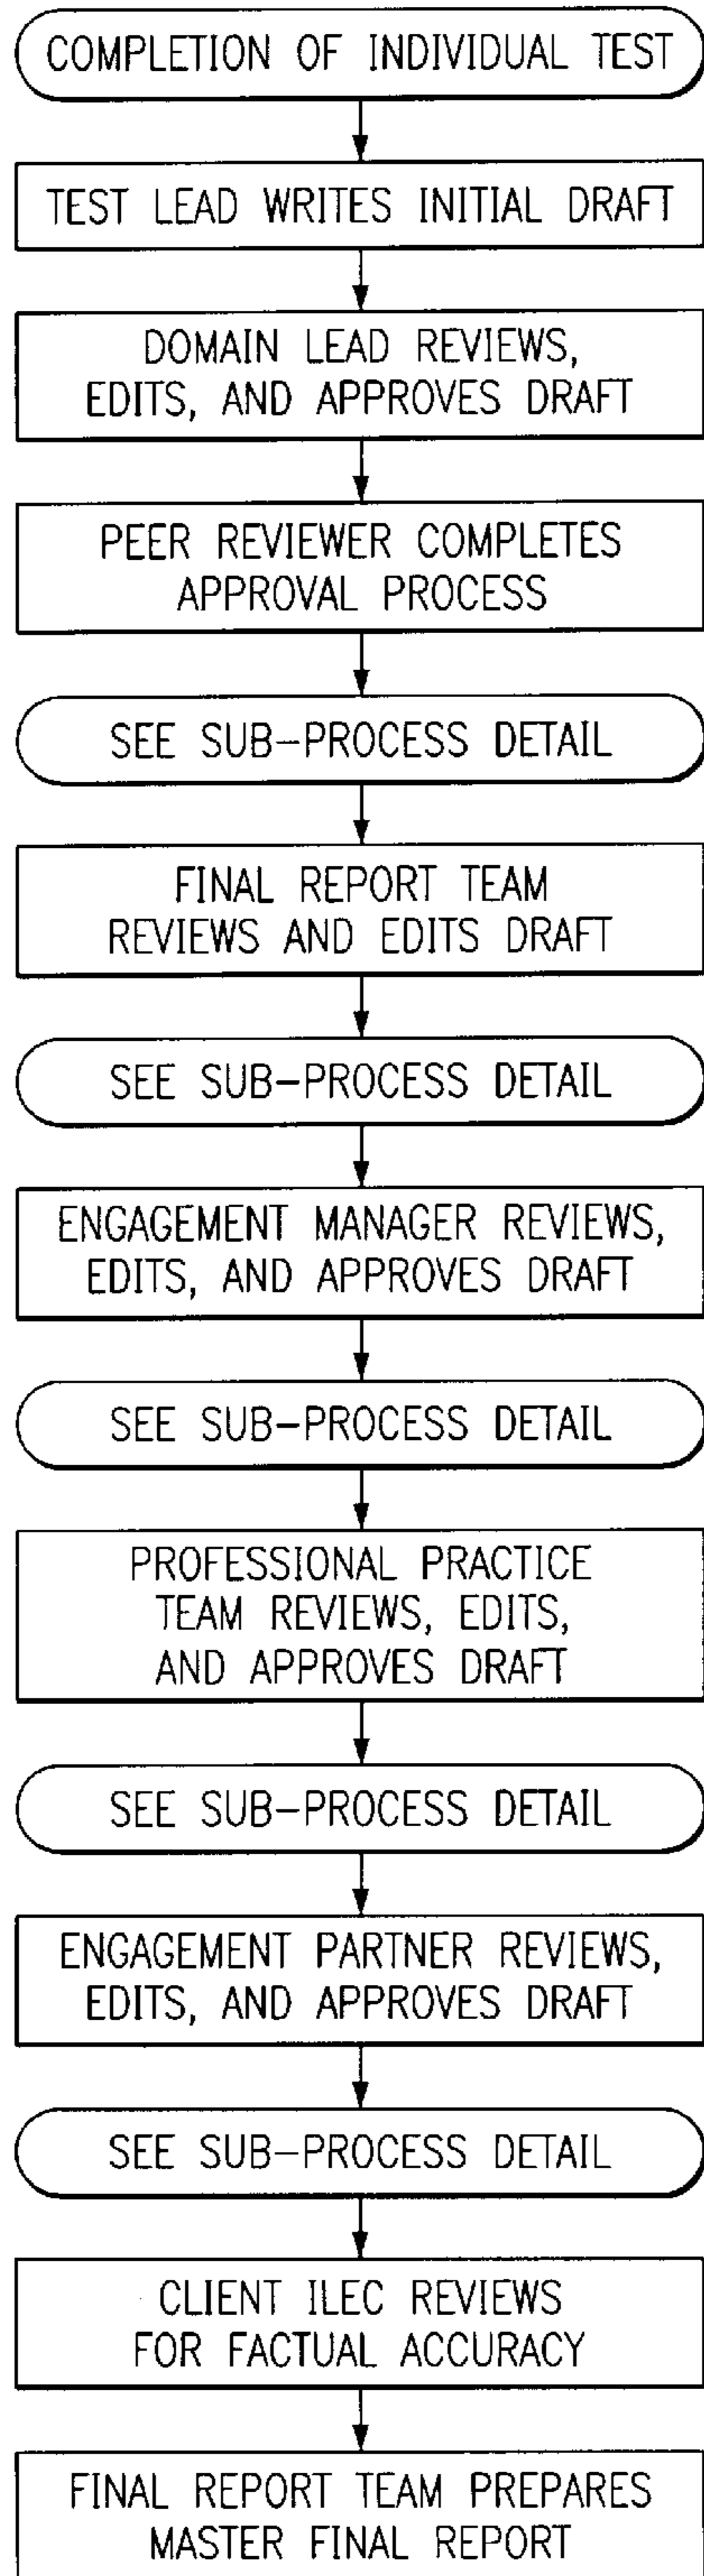 COMPLETION OF INDIVIDUAL TEST
TEST LEAD WRITES INITIAL DRAFT
DOMAIN LEAD REVIEWS,
EDITS, AND APPROVES DRAFT
PEER REVIEWER COMPLETES
APPROVAL PROCESS
SEE SUB-PROCESS DETAIL
FINAL REPORT TEAM
REVIEWS AND EDITS DRAFT
SEE SUB-PROCESS DETAIL
ENGAGEMENT MANAGER REVIEWS,
EDITS, AND APPROVES DRAFT
SEE SUB-PROCESS DETAIL
PROFESSIONAL PRACTICE
TEAM REVIEWS, EDITS,
AND APPROVES DRAFT
SEE SUB-PROCESS DETAIL
ENGAGEMENT PARTNER REVIEWS,
EDITS, AND APPROVES DRAFT
SEE SUB-PROCESS DETAIL
CLIENT ILEC REVIEWS
FOR FACTUAL ACCURACY
FINAL REPORT TEAM PREPARES
MASTER FINAL REPORT